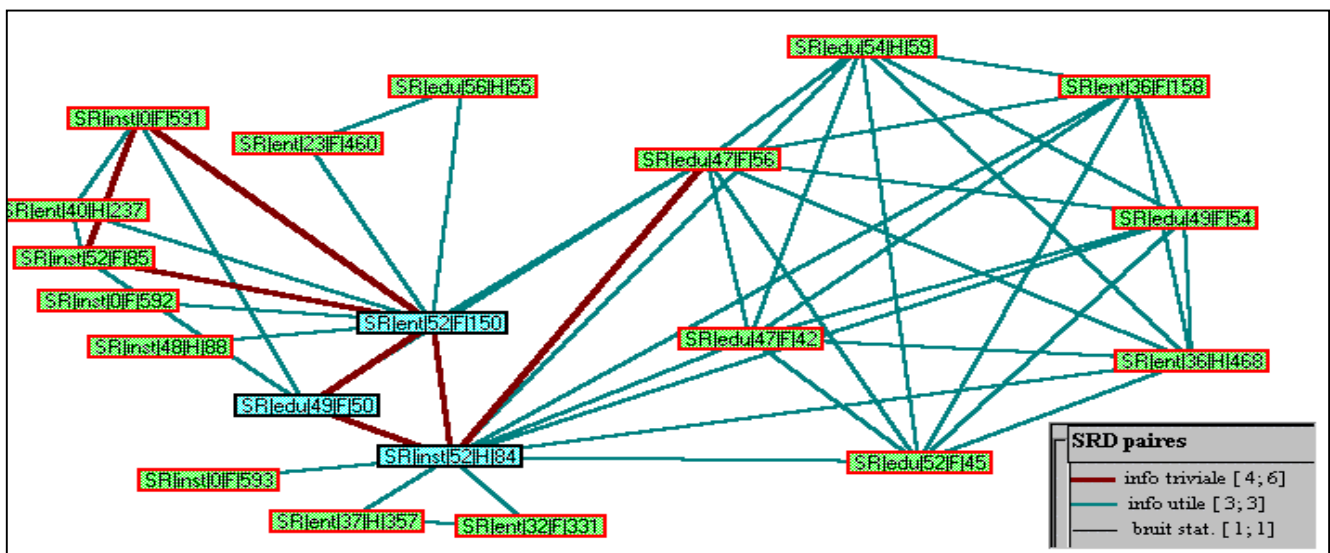 SR|edu|54|H|59
SR|edu|56|H|55
SR|ent|36|F|158
SR|inst|0|F|591
SR|ent|23|F|460
SR|edu|47|F|56
SR|ent|40|H|237
SR|edu|49|F|54
SR|inst|52|F|85
SR|inst|0|F|592
SR|ent|52|F|150
SR|inst|48|H|88
SR|edu|47|F|42
SR|ent|36|H|468
SR|edu|49|F|50
SR|inst|52|H|84
SR|edu|52|F|45
SR|inst|0|F|593
SR|ent|37|H|357
SR|ent|32|F|331
SRD paires
info triviale [ 4; 6]
info utile [ 3; 3]
bruit stat. [ 1; 1]